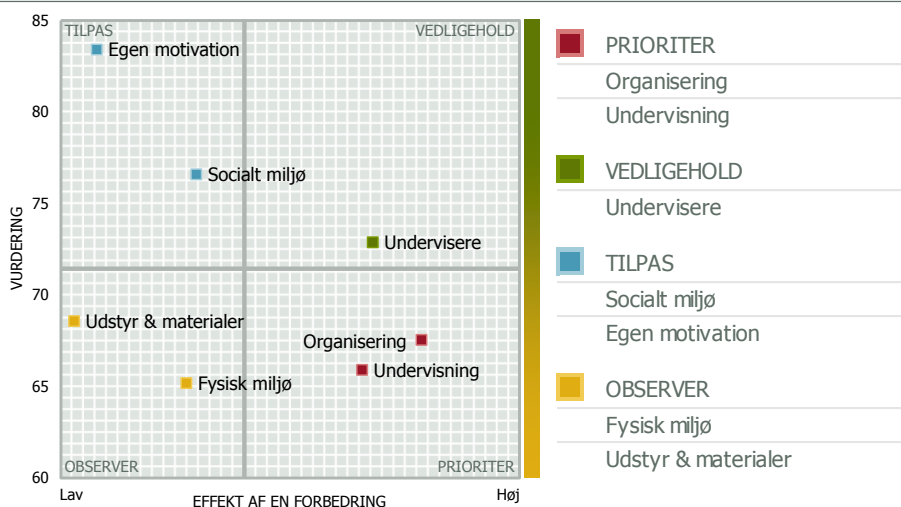 85
TILPAS
VEDLIGEHOLD
Egen motivation
80
Socialt miljø
75
Undervisere
VURDERING
70
Udstyr & materialer
Organisering
Undervisning
65
Fysisk miljø
OBSERVER
PRIORITER
60
Lav
EFFEKT AF EN FORBEDRING
Høj
PRIORITER
Organisering
Undervisning
VEDLIGEHOLD
Undervisere
TILPAS
Socialt miljø
Egen motivation
OBSERVER
Fysisk miljø
Udstyr & materialer